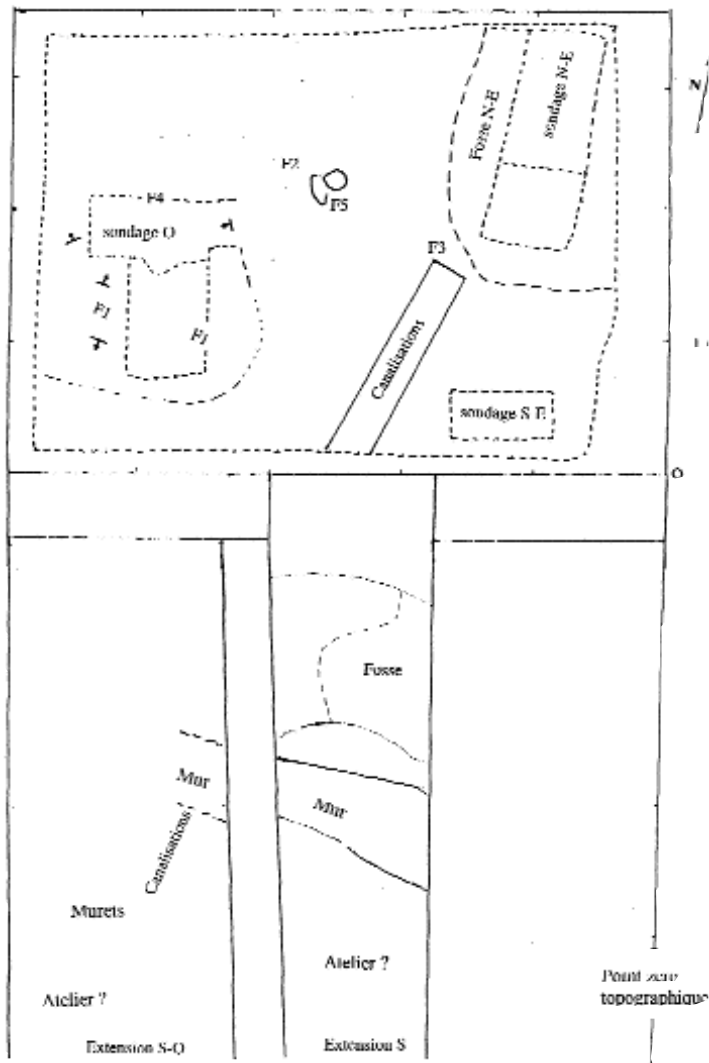 N
Fosse N-E
sondage N-E
F2
F5
F4
sondage O
F3
F1
F1
Canalisations
sondage S E
O
Fosse
Mur
Mur
Canalisations
Murets
Atelier ?
Atelier ?
Point zero
topographique
Extension S-O
Extension S